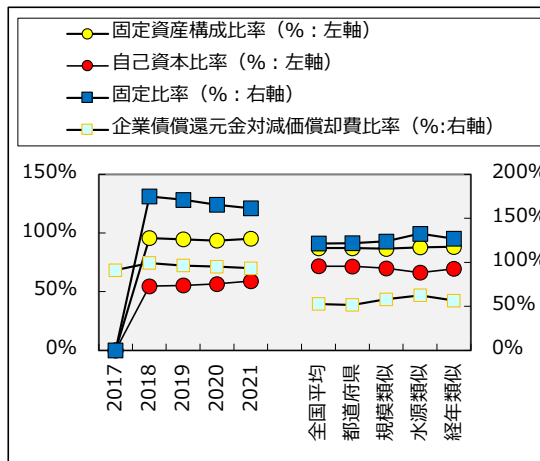 固定資産構成比率（%：左軸）
自己資本比率（%：左軸）
固定比率（%：右軸）
企業債償還元金対減価償却費比率（%:右軸）
150%
100%
50%
0%
200%
150%
100%
50%
0%
2017
2018
2019
2020
2021
全国平均
都道府県
規模類似
水源類似
経年類似